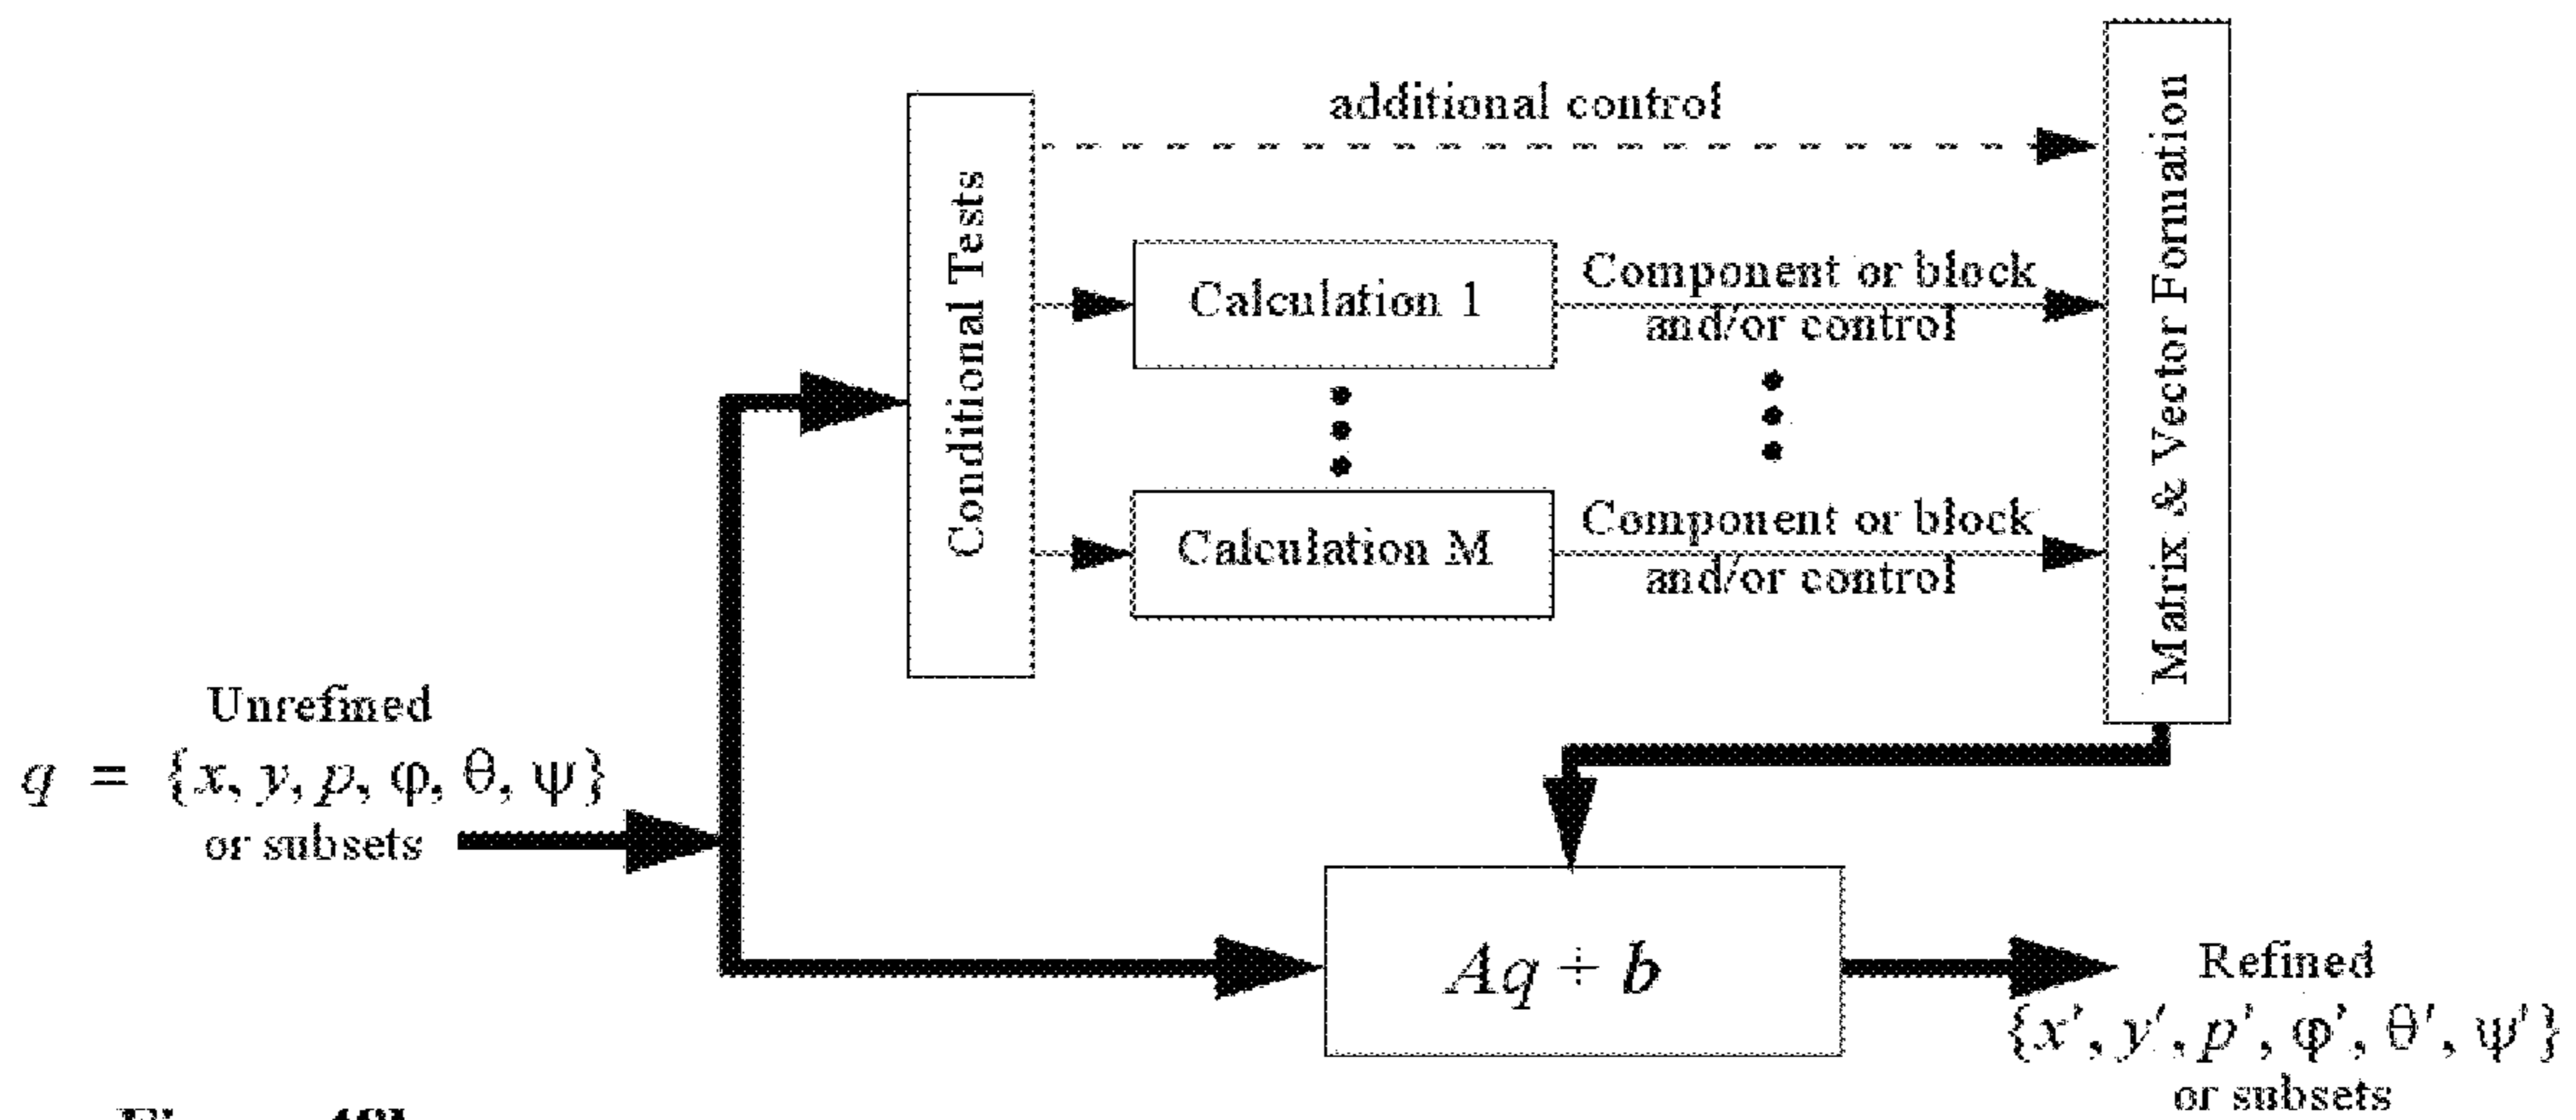 additional control
Conditional Tests
Calculation 1
Component or block
and/or control
Calculation M
Component or block
and/or control
Matrix & Vector Formation
Unrefined
q = {x, y, p, φ, θ, ψ}
or subsets
Aq + b
Refined
{x', y', p', φ', θ', ψ'}
or subsets